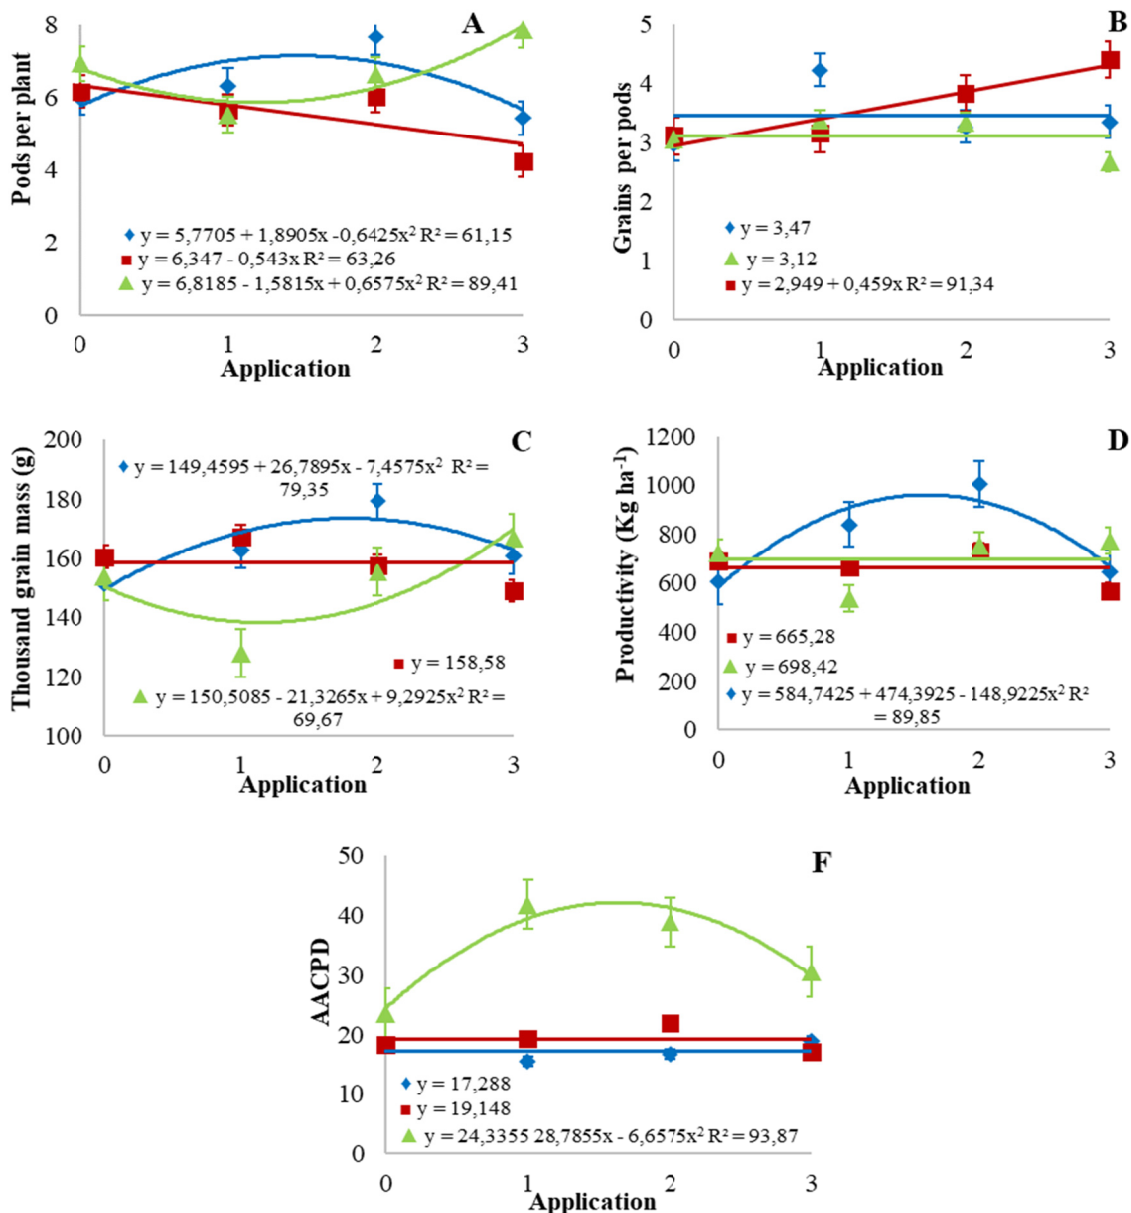 A
Pods per plant
8
6
4
2
0
y = 5,7705 + 1,8905x -0,6425x² R² = 61,15
y = 6,347 - 0,543x R² = 63,26
y = 6,8185 - 1,5815x + 0,6575x² R² = 89,41
0 1 2 3
Application
B
Grains per pods
5
4
3
2
1
0
y = 3,47
y = 3,12
y = 2,949 + 0,459x R² = 91,34
0 1 2 3
Application
C
Thousand grain mass (g)
200
180
160
140
120
100
y = 149,4595 + 26,7895x - 7,4575x² R² =
79,35
y = 158,58
y = 150,5085 - 21,3265x + 9,2925x² R² =
69,67
0 1 2 3
Application
D
Productivity (Kg ha⁻¹)
1200
1000
800
600
400
200
0
y = 665,28
y = 698,42
y = 584,7425 + 474,3925 - 148,9225x² R²
= 89,85
0 1 2 3
Application
F
AACPD
50
40
30
20
10
0
y = 17,288
y = 19,148
y = 24,3355 28,7855x - 6,6575x² R² = 93,87
0 1 2 3
Application